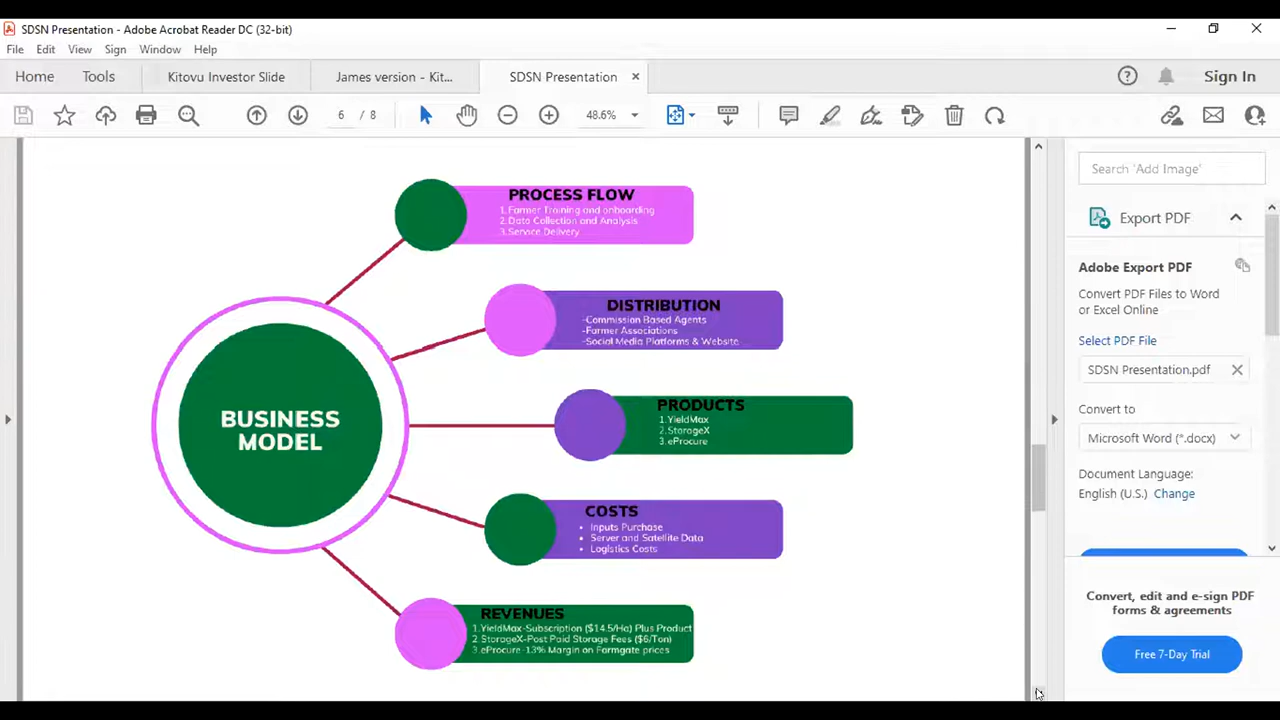 SDSN Presentation - Adobe Acrobat Reader DC (32-bit)
File Edit View Sign Window Help
Home Tools Kitovu Investor Slide James version - Kit... SDSN Presentation × Sign In
6 / 8 48.6%
PROCESS FLOW
1.Farmer Training and onboarding
2.Data Collection and Analysis
3.Service Delivery
DISTRIBUTION
-Commission Based Agents
-Farmer Associations
-Social Media Platforms & Website
PRODUCTS
1.YieldMax
2.StorageX
3.eProcure
BUSINESS
MODEL
COSTS
• Inputs Purchase
• Server and Satellite Data
• Logistics Costs
REVENUES
1.YieldMax-Subscription ($14.5/Ha) Plus Product
2.StorageX-Post Paid Storage Fees ($6/Ton)
3.eProcure-13% Margin on Farmgate prices
Search 'Add Image'
Export PDF
Adobe Export PDF
Convert PDF Files to Word
or Excel Online
Select PDF File
SDSN Presentation.pdf
Convert to
Microsoft Word (*.docx)
Document Language:
English (U.S.) Change
Convert, edit and e-sign PDF
forms & agreements
Free 7-Day Trial